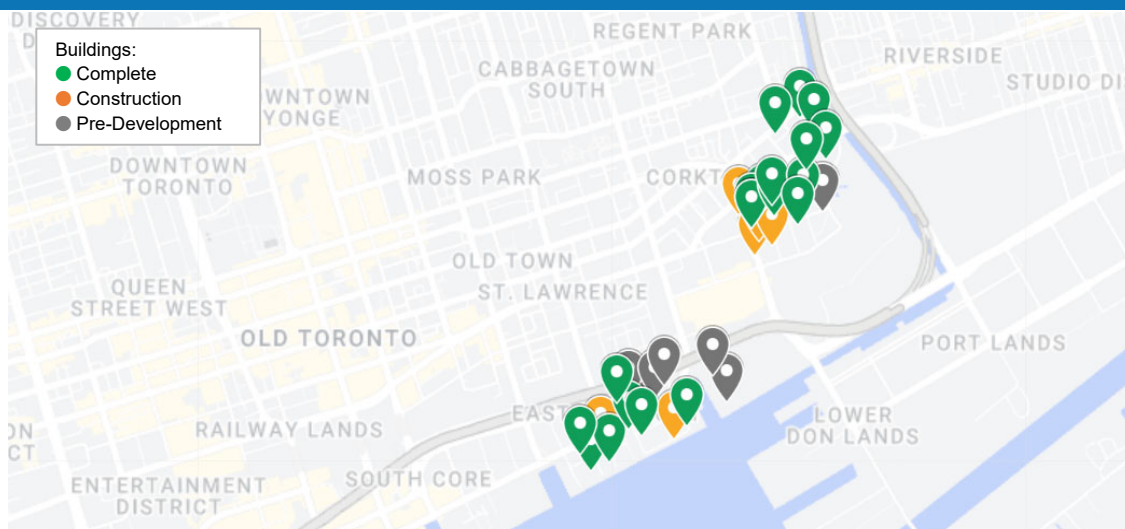 DISCOVERY
D
Buildings:
Complete
Construction
Pre-Development
REGENT PARK
RIVERSIDE
STUDIO DI
CABBAGETOWN
SOUTH
WNTOWN
YONGE
DOWNTOWN
TORONTO
MOSS PARK
CORKT
OLD TOWN
ST. LAWRENCE
QUEEN
STREET WEST
OLD TORONTO
PORT LANDS
EAST
LOWER
DON LANDS
ON
CT
RAILWAY LANDS
SOUTH CORE
ENTERTAINMENT
DISTRICT